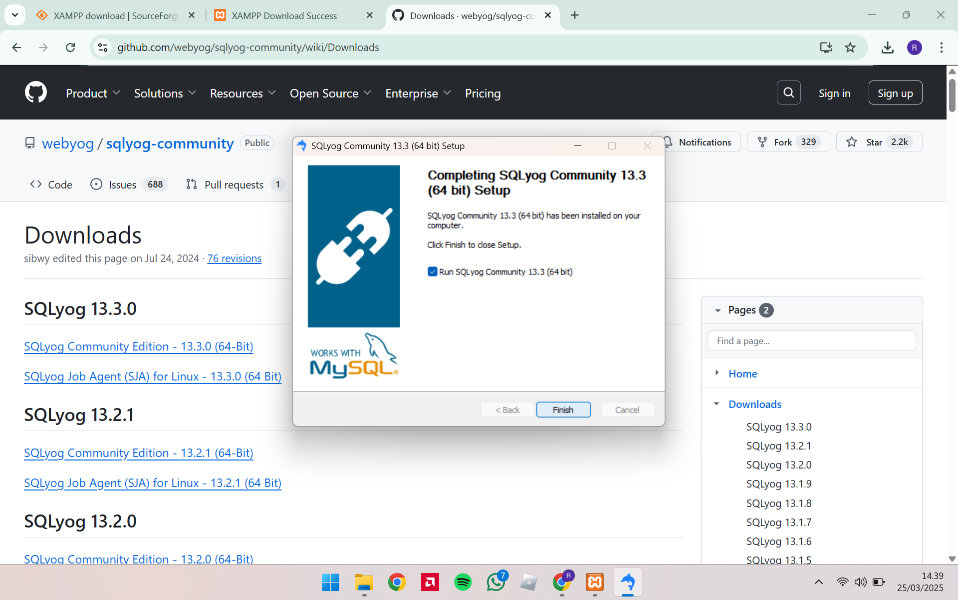 XAMPP download | SourceForg
XAMPP Download Success
Downloads · webyog/sqlyog-co
github.com/webyog/sqlyog-community/wiki/Downloads
R
Product
Solutions
Resources
Open Source
Enterprise
Pricing
Sign in
Sign up
webyog / sqlyog-community
Public
Notifications
Fork 329
Star 2.2k
Code
Issues 688
Pull requests 1
Downloads
sibwy edited this page on Jul 24, 2024 · 76 revisions
SQLyog 13.3.0
SQLyog Community Edition - 13.3.0 (64-Bit)
SQLyog Job Agent (SJA) for Linux - 13.3.0 (64 Bit)
SQLyog 13.2.1
SQLyog Community Edition - 13.2.1 (64-Bit)
SQLyog Job Agent (SJA) for Linux - 13.2.1 (64 Bit)
SQLyog 13.2.0
SQLyog Community Edition - 13.2.0 (64-Bit)
SQLyog Community 13.3 (64 bit) Setup
Completing SQLyog Community 13.3
(64 bit) Setup
SQLyog Community 13.3 (64 bit) has been installed on your
computer.
Click Finish to close Setup.
Run SQLyog Community 13.3 (64 bit)
WORKS WITH
MySQL
< Back
Finish
Cancel
Pages 2
Find a page...
Home
Downloads
SQLyog 13.3.0
SQLyog 13.2.1
SQLyog 13.2.0
SQLyog 13.1.9
SQLyog 13.1.8
SQLyog 13.1.7
SQLyog 13.1.6
SQLyog 13.1.5
7
R
14.39
25/03/2025